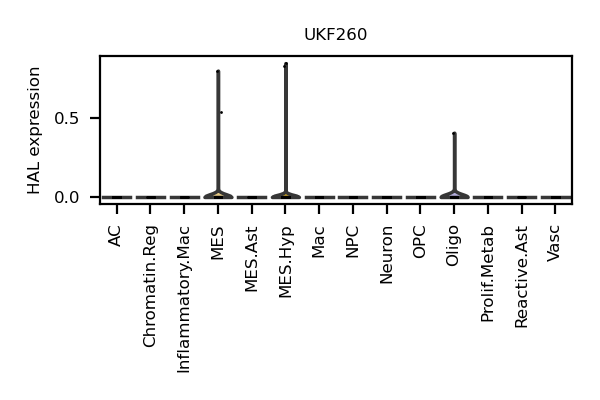 UKF260
HAL expression
0.5
0.0
AC
Chromatin.Reg
Inflammatory.Mac
MES
MES.Ast
MES.Hyp
Mac
NPC
Neuron
OPC
Oligo
Prolif.Metab
Reactive.Ast
Vasc